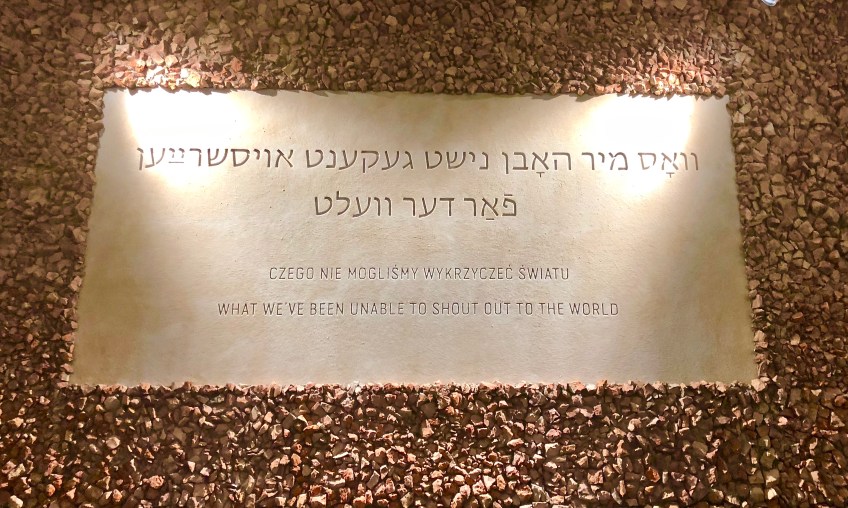 וואָס מיר האָבן נישט געקענט אויסשרײַען
פֿאַר דער וועלט
CZEGO NIE MOGLIŚMY WYKRZYCZEĆ ŚWIATU
WHAT WE'VE BEEN UNABLE TO SHOUT OUT TO THE WORLD